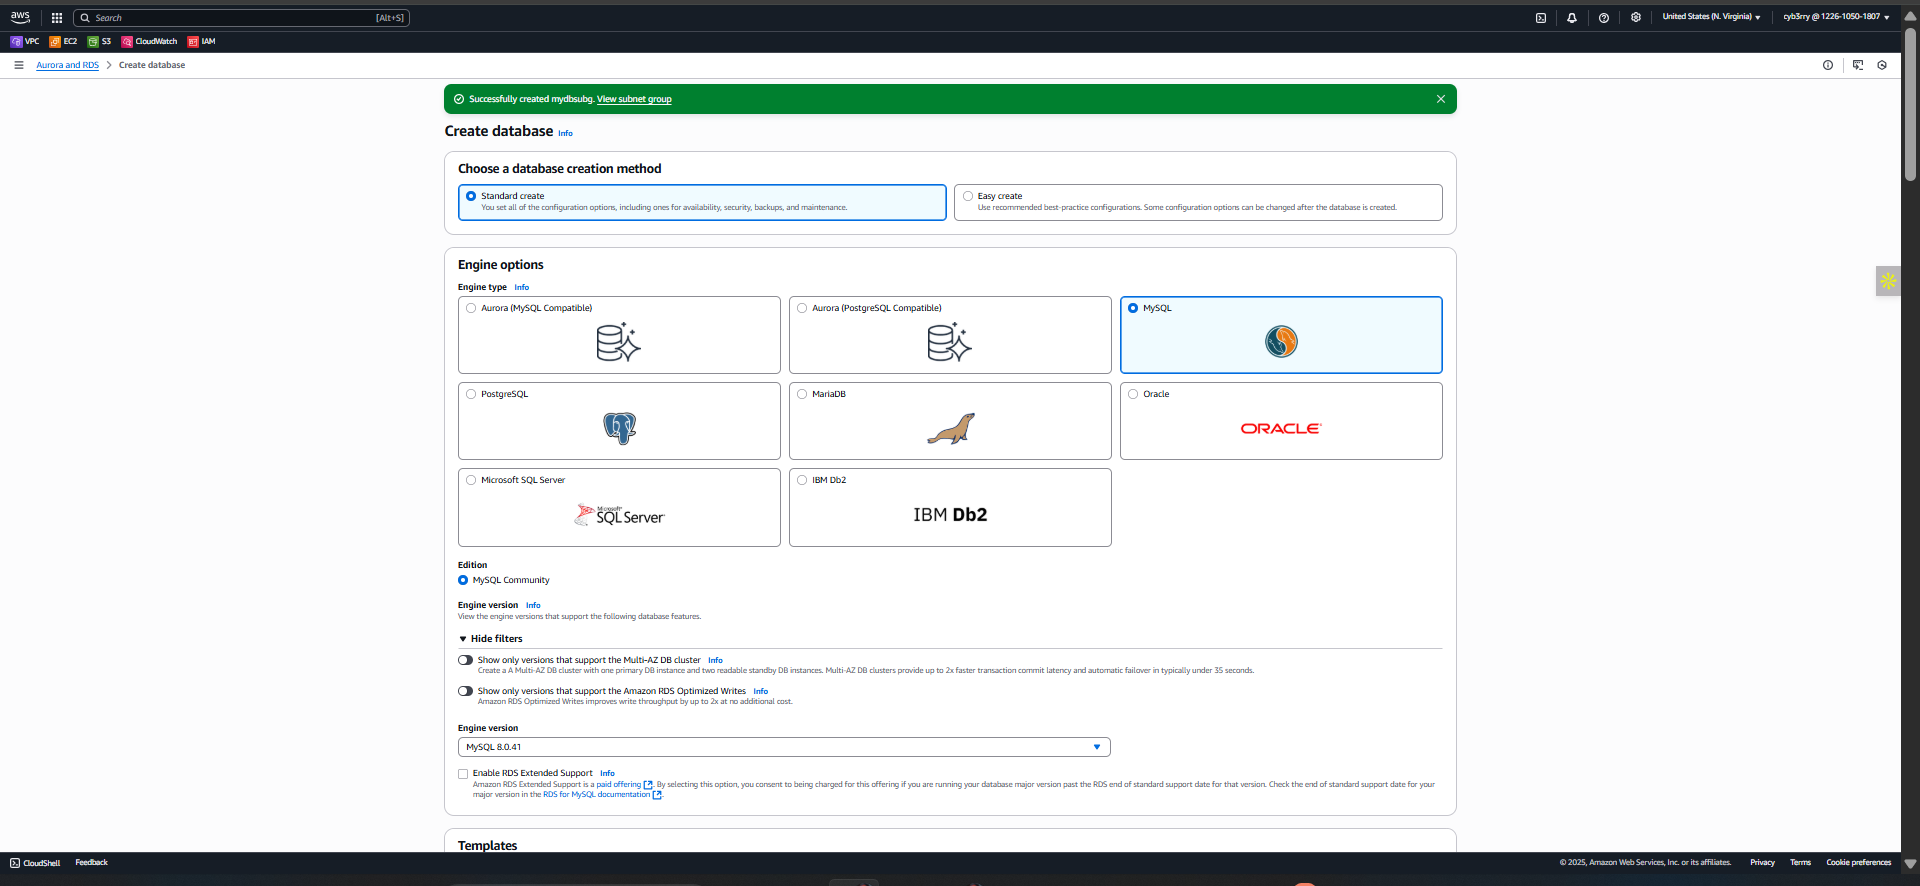 aws
Search
[Alt+S]
United States (N. Virginia)
cyb3rry @ 1226-1050-1807
VPC
EC2
S3
CloudWatch
IAM
Aurora and RDS > Create database
Successfully created mydbsubg. View subnet group
Create database Info
Choose a database creation method
Standard create
You set all of the configuration options, including ones for availability, security, backups, and maintenance.
Easy create
Use recommended best-practice configurations. Some configuration options can be changed after the database is created.
Engine options
Engine type Info
Aurora (MySQL Compatible)
Aurora (PostgreSQL Compatible)
MySQL
PostgreSQL
MariaDB
Oracle
ORACLE
Microsoft SQL Server
Microsoft
SQL Server
IBM Db2
IBM Db2
Edition
MySQL Community
Engine version Info
View the engine versions that support the following database features.
Hide filters
Show only versions that support the Multi-AZ DB cluster Info
Create a A Multi-AZ DB cluster with one primary DB instance and two readable standby DB instances. Multi-AZ DB clusters provide up to 2x faster transaction commit latency and automatic failover in typically under 35 seconds.
Show only versions that support the Amazon RDS Optimized Writes Info
Amazon RDS Optimized Writes improves write throughput by up to 2x at no additional cost.
Engine version
MySQL 8.0.41
Enable RDS Extended Support Info
Amazon RDS Extended Support is a paid offering. By selecting this option, you consent to being charged for this offering if you are running your database major version past the RDS end of standard support date for that version. Check the end of standard support date for your
major version in the RDS for MySQL documentation.
Templates
CloudShell
Feedback
© 2025, Amazon Web Services, Inc. or its affiliates.
Privacy
Terms
Cookie preferences